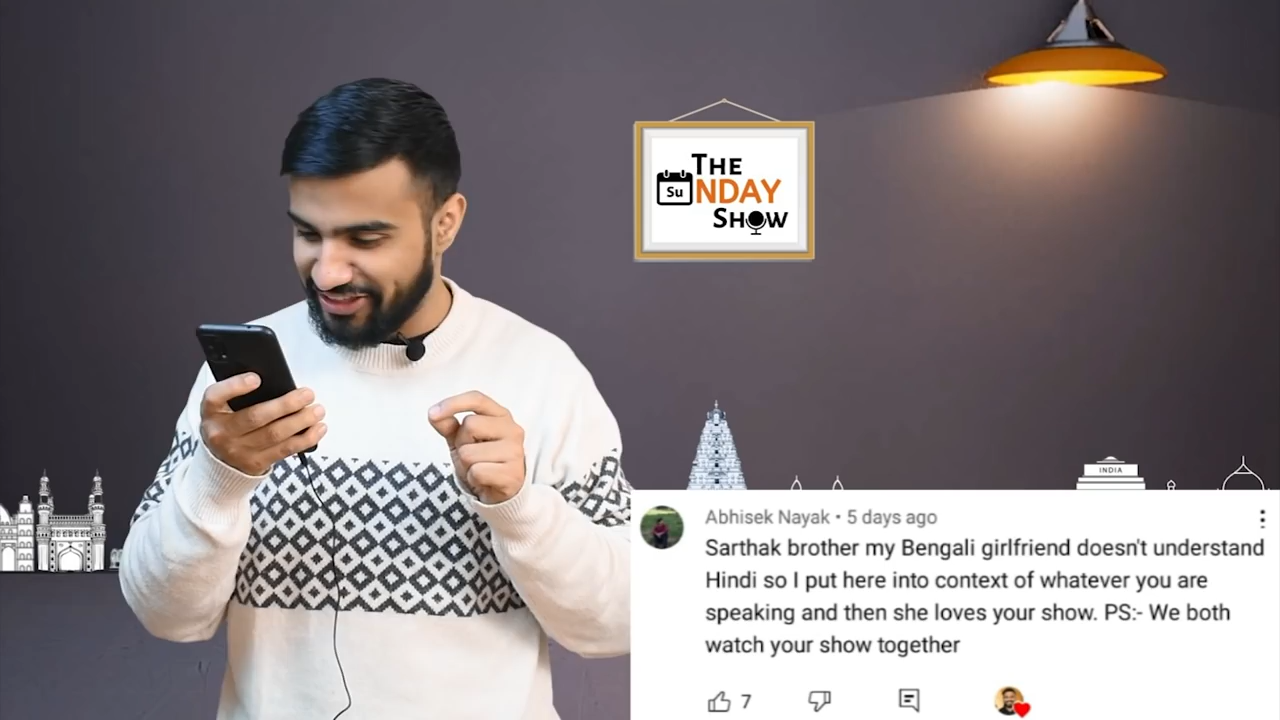 THE
Su NDAY
SHOW
INDIA
Abhisek Nayak • 5 days ago
Sarthak brother my Bengali girlfriend doesn't understand
Hindi so I put here into context of whatever you are
speaking and then she loves your show. PS:- We both
watch your show together
7